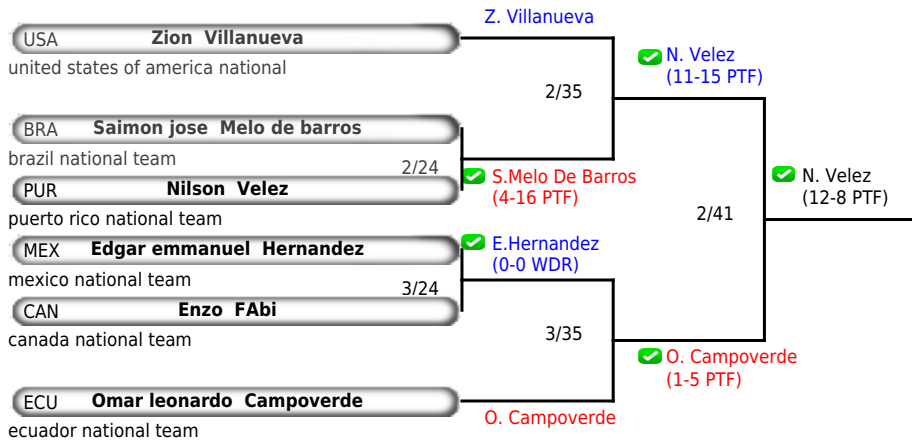 Z. Villanueva
USA Zion Villanueva
united states of america national
N. Velez
(11-15 PTF)
2/35
BRA Saimon jose Melo de barros
brazil national team
2/24
S.Melo De Barros
(4-16 PTF)
PUR Nilson Velez
puerto rico national team
N. Velez
(12-8 PTF)
2/41
MEX Edgar emmanuel Hernandez
E.Hernandez
(0-0 WDR)
mexico national team
3/24
CAN Enzo FAbi
canada national team
3/35
O. Campoverde
(1-5 PTF)
ECU Omar leonardo Campoverde
O. Campoverde
ecuador national team